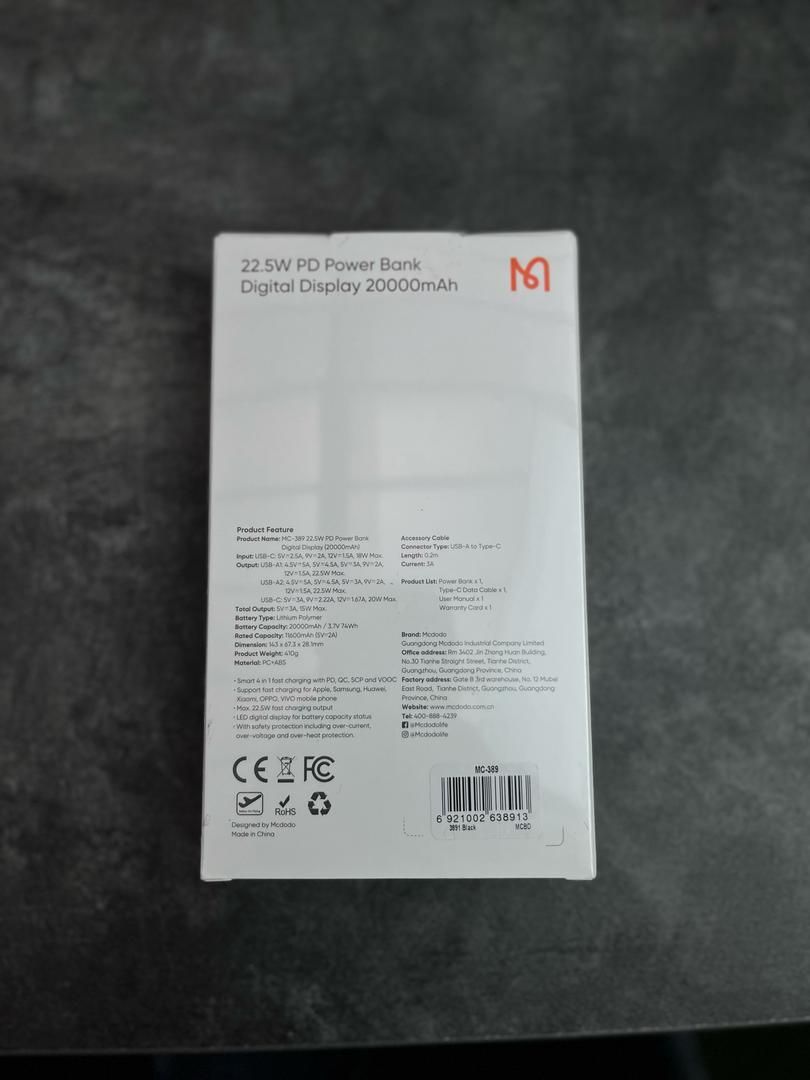 22.5W PD Power Bank
Digital Display 20000mAh
Product Feature
Product Name: MC-389 22.5W PD Power Bank
Digital Display (20000mAh)
Input: USB-C: 5V=2.5A, 9V=2A, 12V=1.5A, 18W Max.
Output: USB-A1: 4.5V=5A, 5V=4.5A, 5V=3A, 9V=2A,
12V=1.5A, 22.5W Max.
USB-A2: 4.5V=5A, 5V=4.5A, 5V=3A, 9V=2A,
12V=1.5A, 22.5W Max.
USB-C: 5V=3A, 9V=2.22A, 12V=1.67A, 20W Max.
Total Output: 5V=3A, 15W Max.
Battery Type: Lithium Polymer
Battery Capacity: 20000mAh / 3.7V 74Wh
Rated Capacity: 11600mAh (5V=2A)
Dimension: 143 x 67.3 x 28.1mm
Product Weight: 410g
Material: PC+ABS
• Smart 4 in 1 fast charging with PD, QC, SCP and VOOC
• Support fast charging for Apple, Samsung, Huawei,
Xiaomi, OPPO, VIVO mobile phone
• Max. 22.5W fast charging output
• LED digital display for battery capacity status
• With safety protection including over-current,
over-voltage and over-heat protection.
Accessory Cable
Connector Type: USB-A to Type-C
Length: 0.2m
Current: 3A
Product List: Power Bank x 1,
Type-C Data Cable x 1,
User Manual x 1
Warranty Card x 1
Brand: Mcdodo
Guangdong Mcdodo Industrial Company Limited
Office address: Rm 3402 Jin Zhong Huan Building,
No.30 Tianhe Straight Street, Tianhe District,
Guangzhou, Guangdong Province, China
Factory address: Gate B 3rd warehouse, No. 12 Mubei
East Road, Tianhe District, Guangzhou, Guangdong
Province, China
Website: www.mcdodo.com.cn
Tel: 400-888-4239
@Mcdodolife
@Mcdodolife
CE FC
RoHS
Designed by Mcdodo
Made in China
MC-389
6 921002 638913
3891 Black MCBD